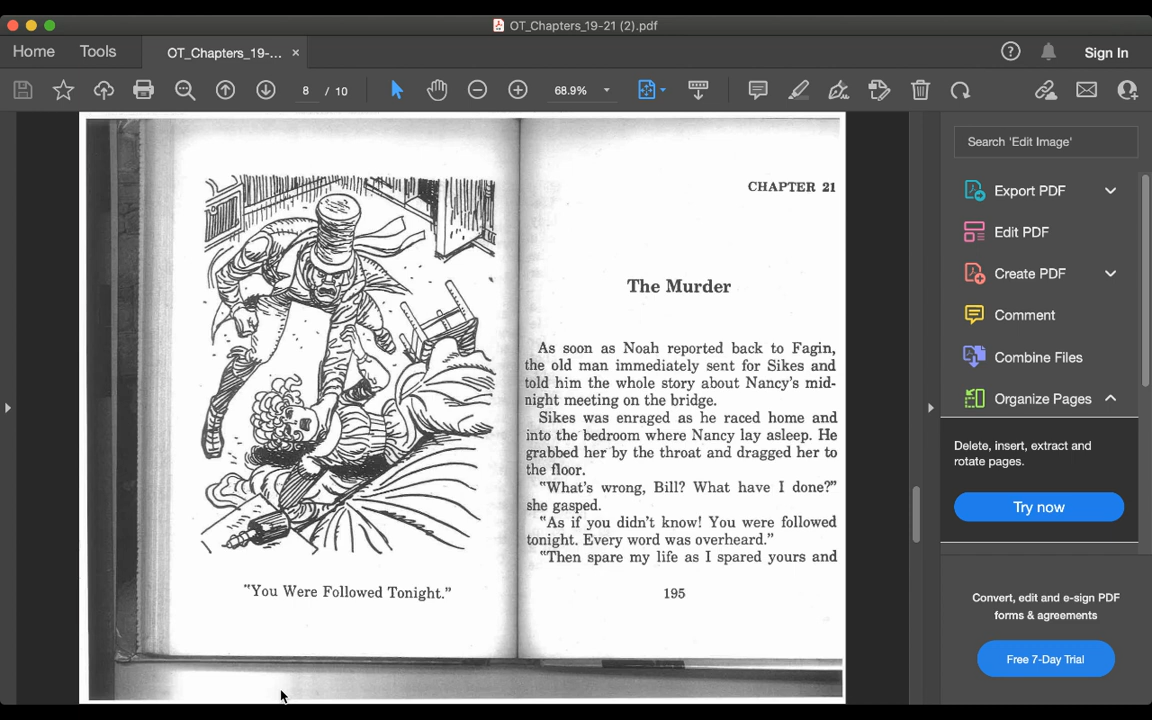 OT_Chapters_19-21 (2).pdf
Home
Tools
OT_Chapters_19-... ×
Sign In
8 / 10
68.9%
Search 'Edit Image'
Export PDF
Edit PDF
Create PDF
Comment
Combine Files
Organize Pages
Delete, insert, extract and
rotate pages.
Try now
Convert, edit and e-sign PDF
forms & agreements
Free 7-Day Trial
"You Were Followed Tonight."
CHAPTER 21
The Murder
As soon as Noah reported back to Fagin,
the old man immediately sent for Sikes and
told him the whole story about Nancy's mid-
night meeting on the bridge.
Sikes was enraged as he raced home and
into the bedroom where Nancy lay asleep. He
grabbed her by the throat and dragged her to
the floor.
"What's wrong, Bill? What have I done?"
she gasped.
"As if you didn't know! You were followed
tonight. Every word was overheard."
"Then spare my life as I spared yours and
195